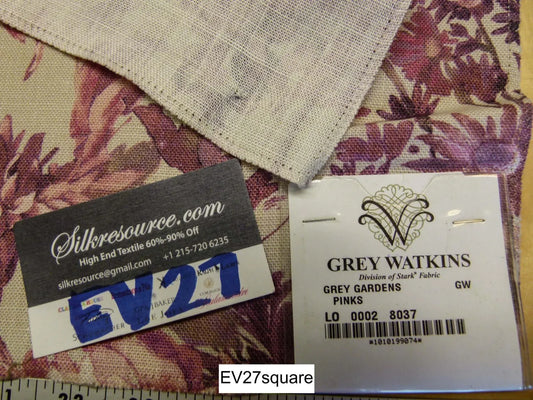 Silkresource.com
High End Textile 60%-90% Off
silkresource@gmail.com +1 215-720 6235
EV27
GREY WATKINS
Division of Stark® Fabric
GREY GARDENS GW
PINKS
LO 0002 8037
*1010199074*
EV27square